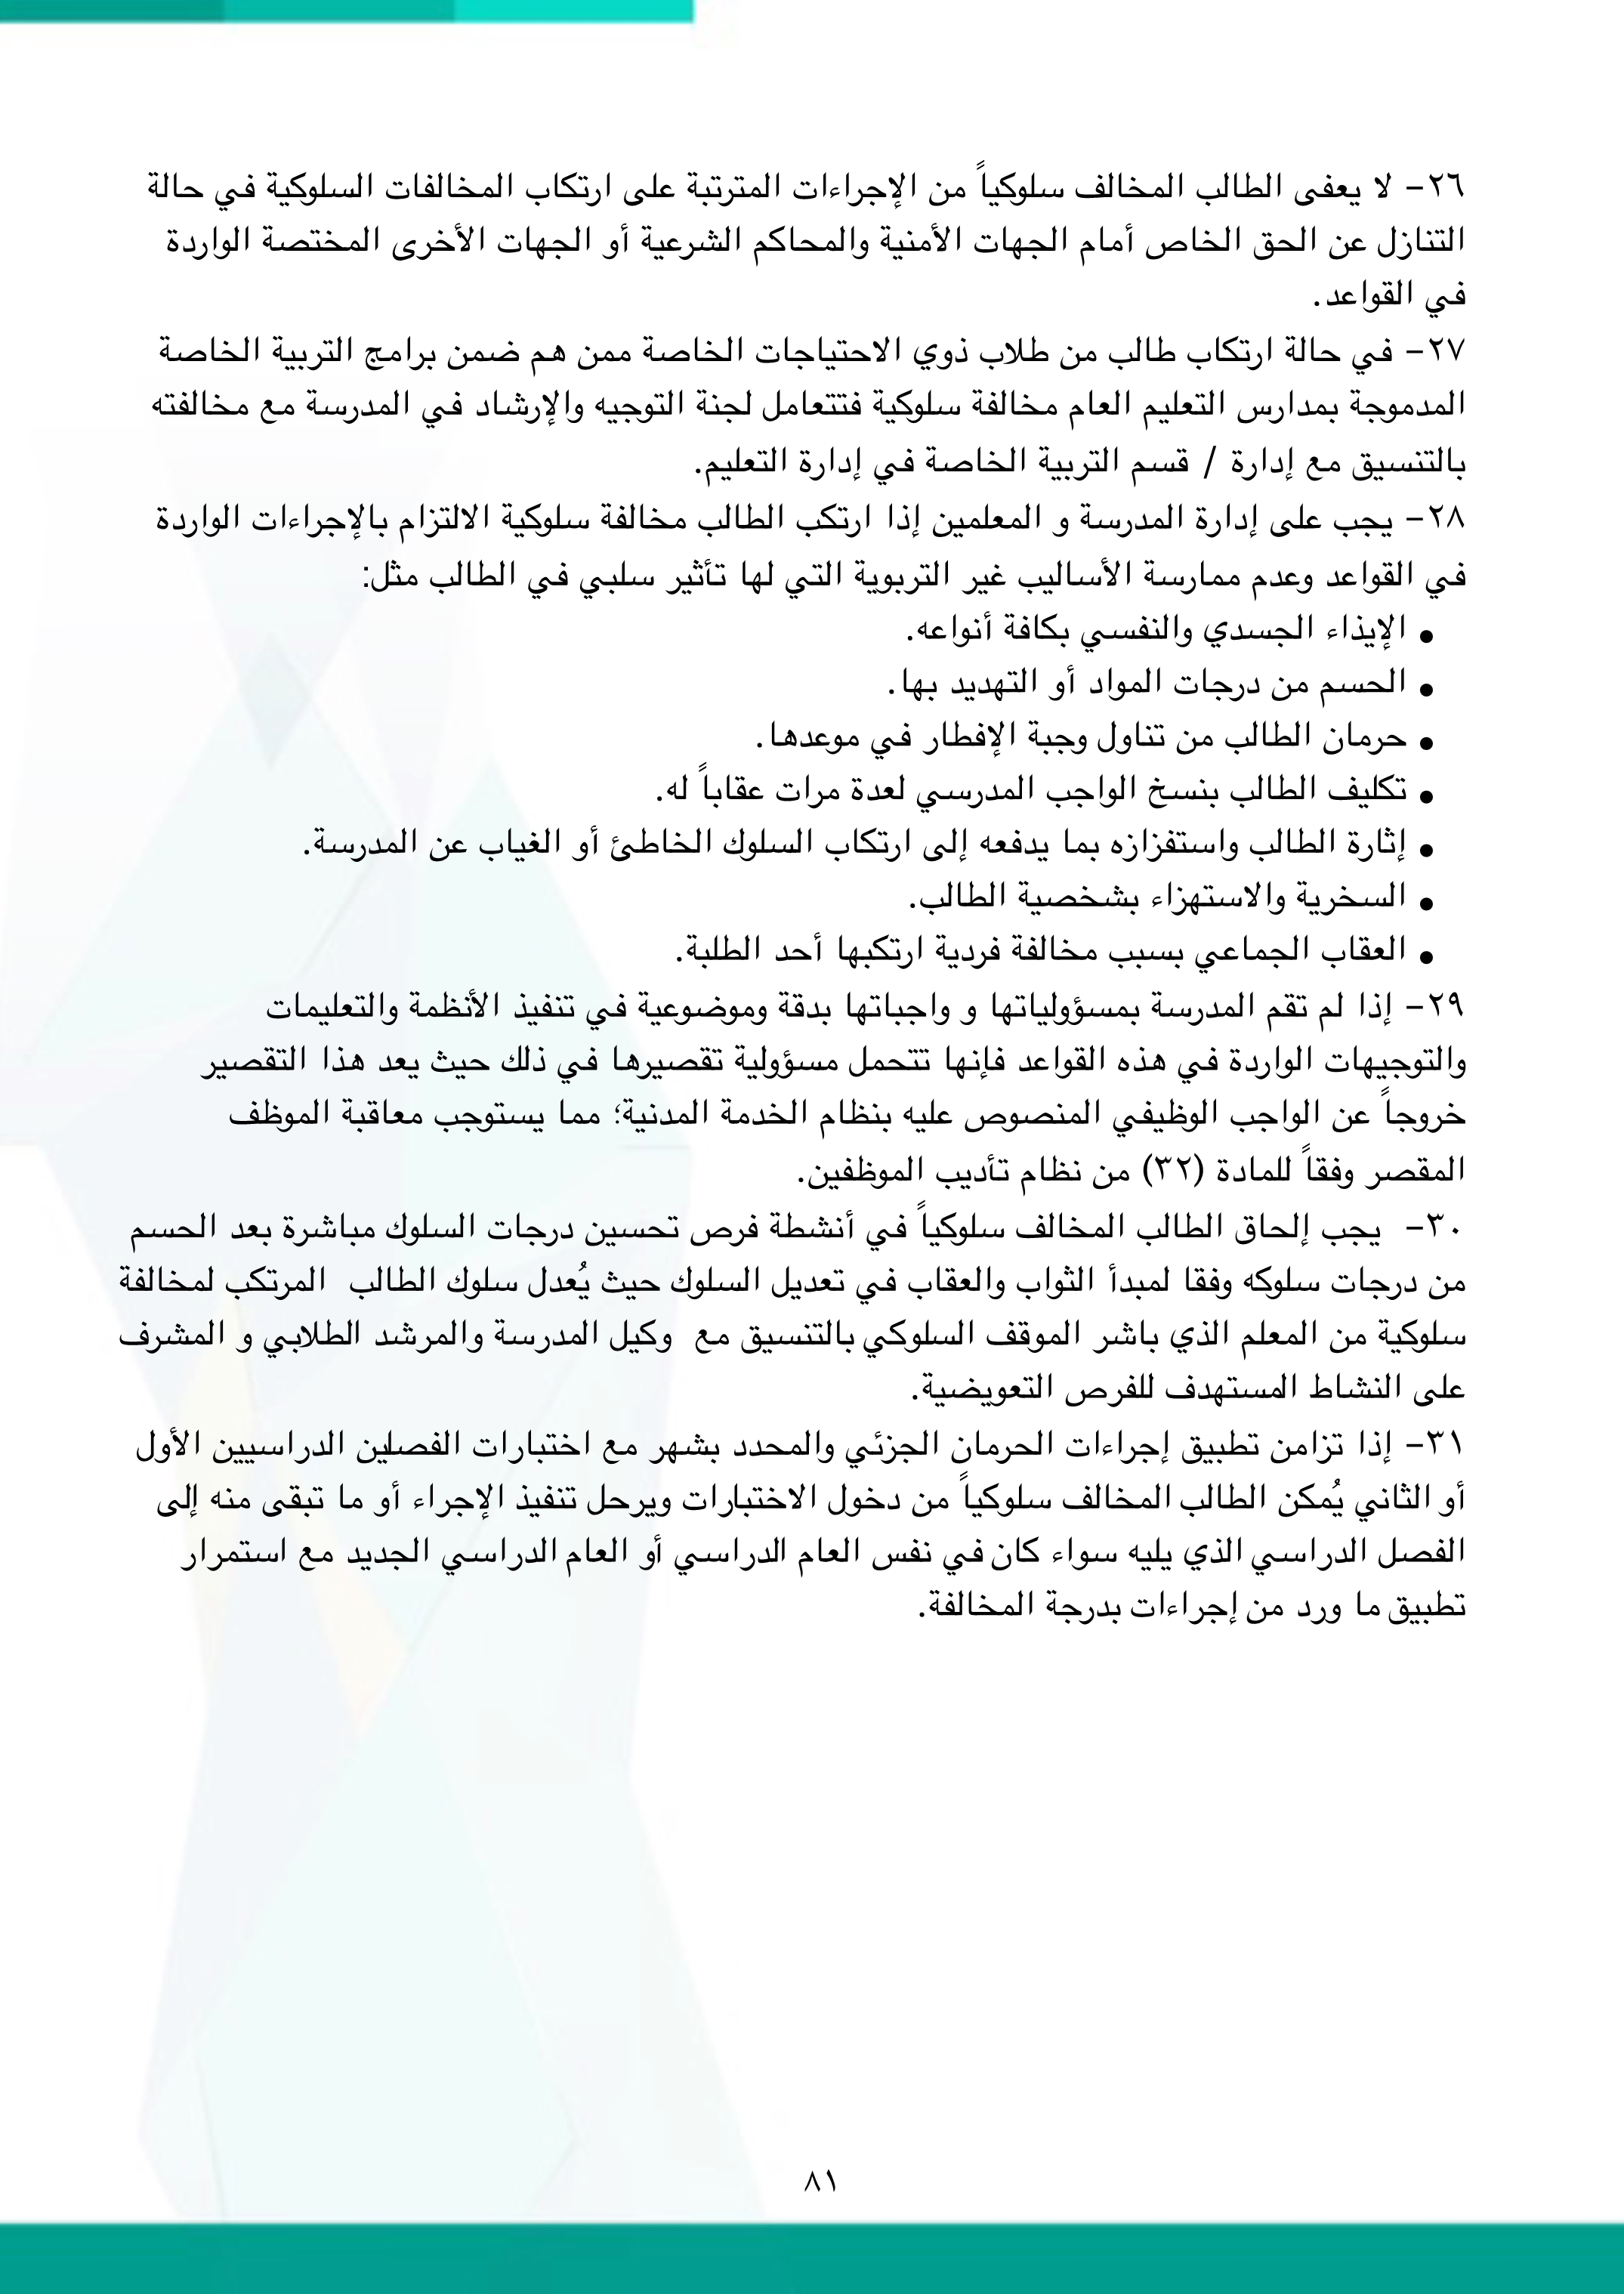 ٢٦- لا يعفى الطالب المخالف سلوكياً من الإجراءات المترتبة على ارتكاب المخالفات السلوكية في حالة
التنازل عن الحق الخاص أمام الجهات الأمنية والمحاكم الشرعية أو الجهات الأخرى المختصة الواردة
في القواعد.
٢٧- في حالة ارتكاب طالب من طلاب ذوي الاحتياجات الخاصة ممن هم ضمن برامج التربية الخاصة
المدموجة بمدارس التعليم العام مخالفة سلوكية فتتعامل لجنة التوجيه والإرشاد في المدرسة مع مخالفته
بالتنسيق مع إدارة / قسم التربية الخاصة في إدارة التعليم.
٢٨- يجب على إدارة المدرسة و المعلمين إذا ارتكب الطالب مخالفة سلوكية الالتزام بالإجراءات الواردة
في القواعد وعدم ممارسة الأساليب غير التربوية التي لها تأثير سلبي في الطالب مثل:
• الإيذاء الجسدي والنفسي بكافة أنواعه.
• الحسم من درجات المواد أو التهديد بها.
• حرمان الطالب من تناول وجبة الإفطار في موعدها.
• تكليف الطالب بنسخ الواجب المدرسي لعدة مرات عقاباً له.
• إثارة الطالب واستفزازه بما يدفعه إلى ارتكاب السلوك الخاطئ أو الغياب عن المدرسة.
• السخرية والاستهزاء بشخصية الطالب.
• العقاب الجماعي بسبب مخالفة فردية ارتكبها أحد الطلبة.
٢٩- إذا لم تقم المدرسة بمسؤولياتها و واجباتها بدقة وموضوعية في تنفيذ الأنظمة والتعليمات
والتوجيهات الواردة في هذه القواعد فإنها تتحمل مسؤولية تقصيرها في ذلك حيث يعد هذا التقصير
خروجاً عن الواجب الوظيفي المنصوص عليه بنظام الخدمة المدنية؛ مما يستوجب معاقبة الموظف
المقصر وفقاً للمادة (٣٢) من نظام تأديب الموظفين.
٣٠- يجب إلحاق الطالب المخالف سلوكياً في أنشطة فرص تحسين درجات السلوك مباشرة بعد الحسم
من درجات سلوكه وفقا لمبدأ الثواب والعقاب في تعديل السلوك حيث يُعدل سلوك الطالب المرتكب لمخالفة
سلوكية من المعلم الذي باشر الموقف السلوكي بالتنسيق مع وكيل المدرسة والمرشد الطلابي و المشرف
على النشاط المستهدف للفرص التعويضية.
٣١- إذا تزامن تطبيق إجراءات الحرمان الجزئي والمحدد بشهر مع اختبارات الفصلين الدراسيين الأول
أو الثاني يُمكن الطالب المخالف سلوكياً من دخول الاختبارات ويرحل تنفيذ الإجراء أو ما تبقى منه إلى
الفصل الدراسي الذي يليه سواء كان في نفس العام الدراسي أو العام الدراسي الجديد مع استمرار
تطبيق ما ورد من إجراءات بدرجة المخالفة.
٨١